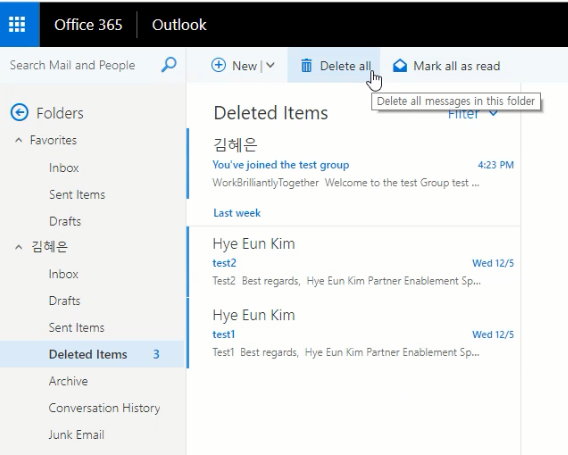 Office 365 Outlook
Search Mail and People New Delete all Mark all as read
Delete all messages in this folder
Folders
Favorites
Inbox
Sent Items
Drafts
김혜은
Inbox
Drafts
Sent Items
Deleted Items 3
Archive
Conversation History
Junk Email
Deleted Items Filter
김혜은
You've joined the test group 4:23 PM
WorkBrilliantlyTogether Welcome to the test Group test ...
Last week
Hye Eun Kim
test2 Wed 12/5
Test2 Best regards, Hye Eun Kim Partner Enablement Sp...
Hye Eun Kim
test1 Wed 12/5
Test1 Best regards, Hye Eun Kim Partner Enablement Sp...